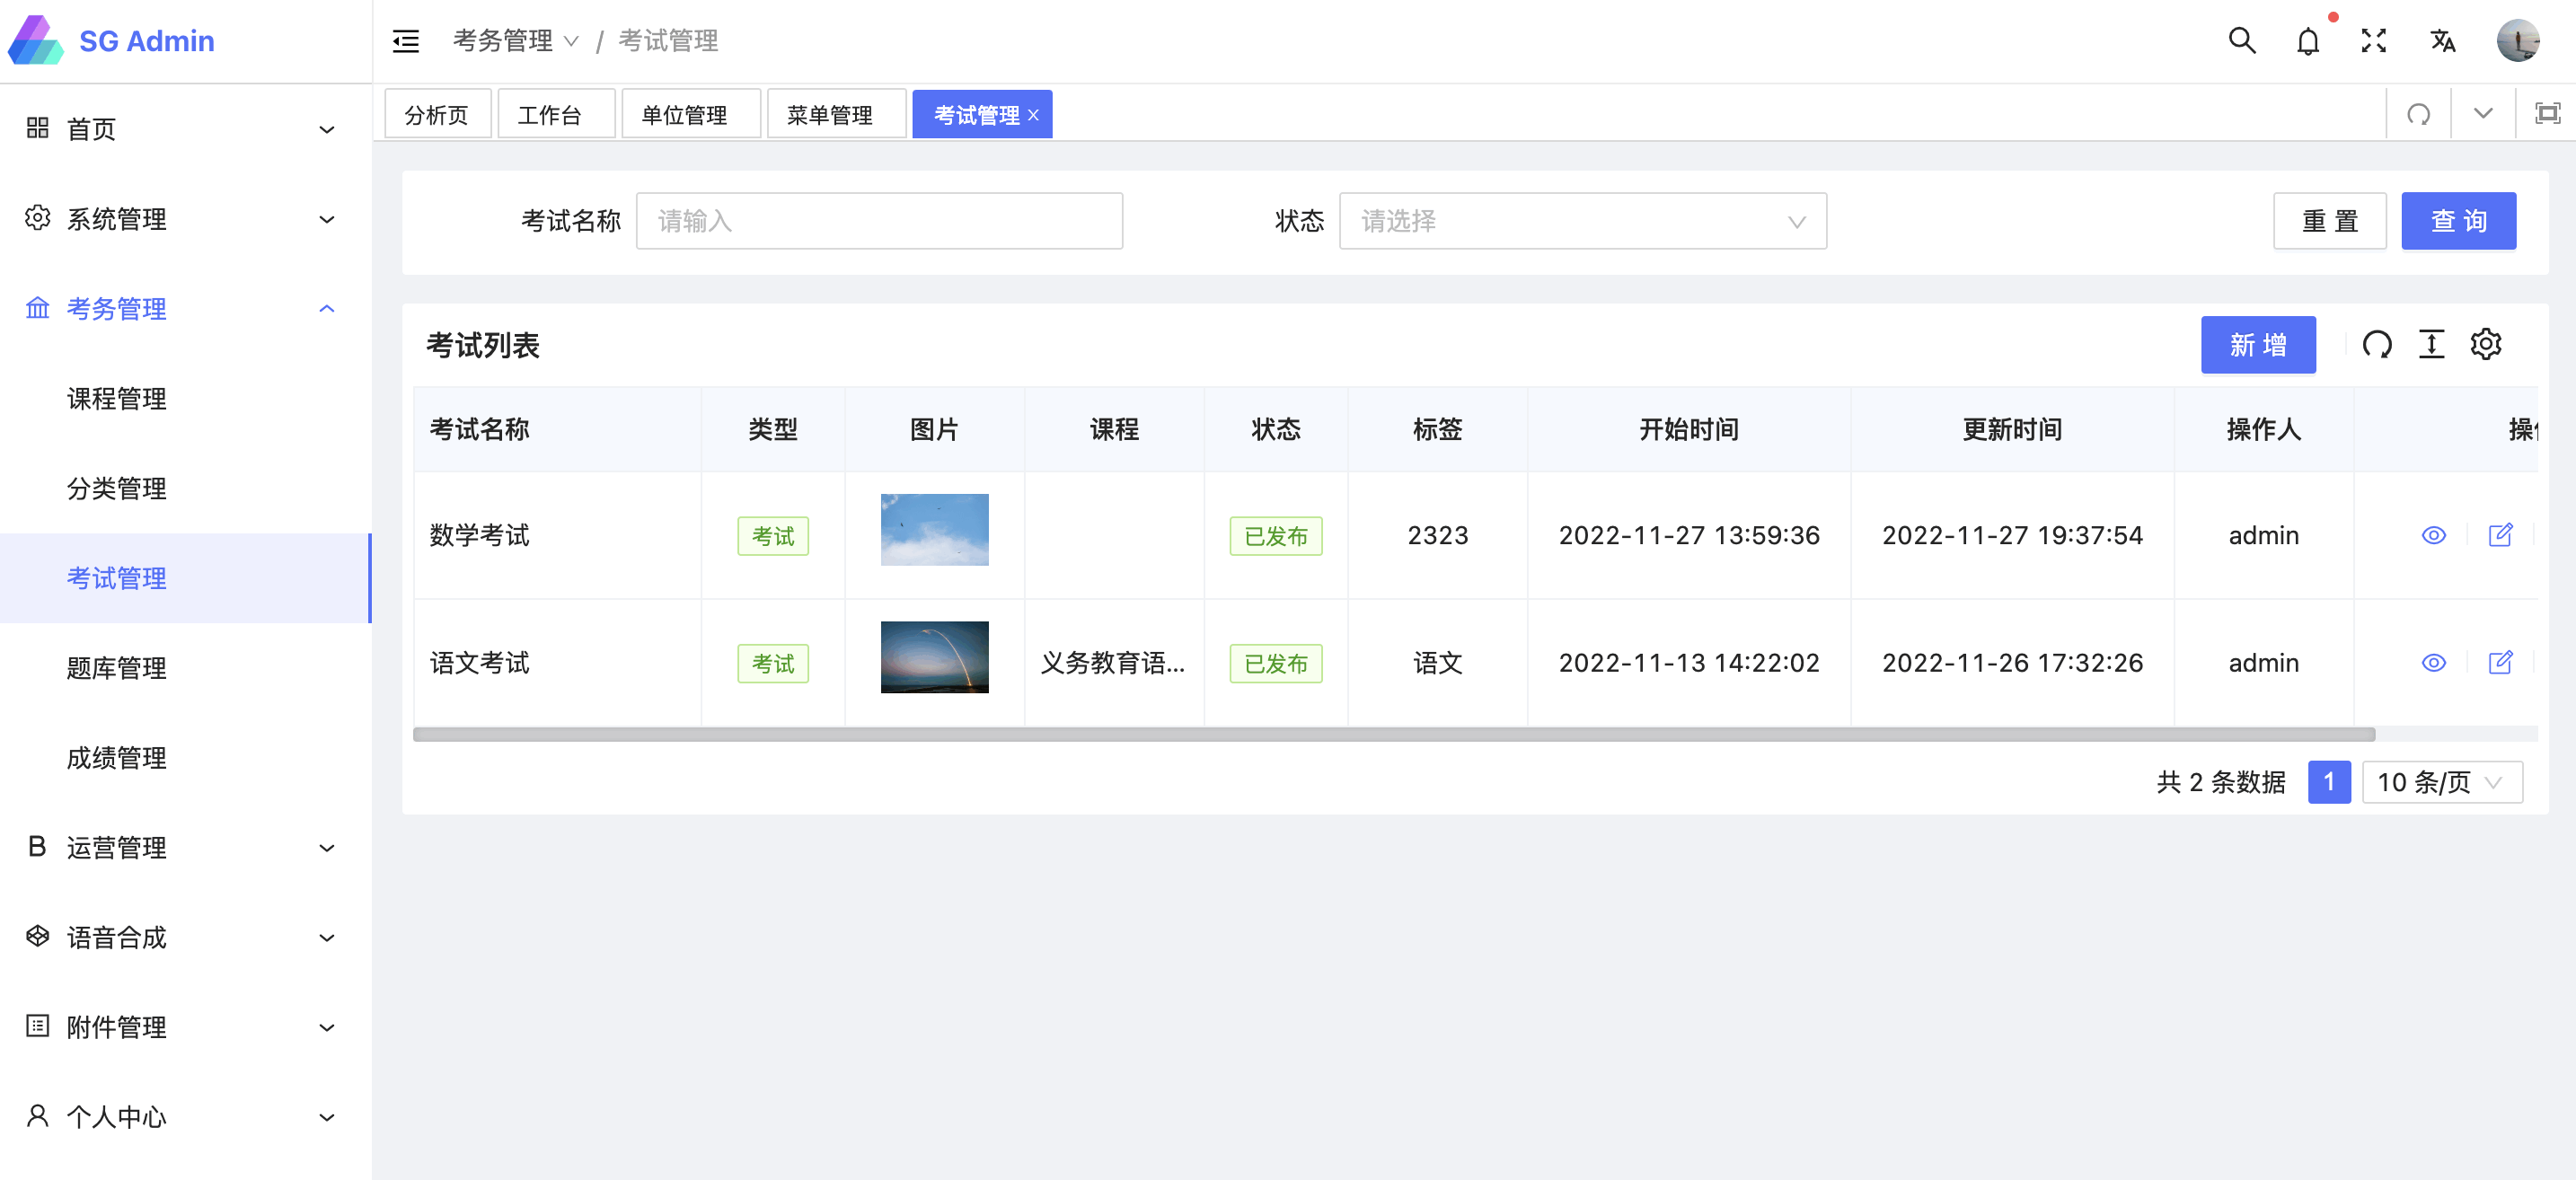 SG Admin
考务管理 / 考试管理
分析页 工作台 单位管理 菜单管理 考试管理
首页
系统管理
考务管理
课程管理
分类管理
考试管理
题库管理
成绩管理
运营管理
语音合成
附件管理
个人中心
考试名称 请输入 状态 请选择 重置 查询
考试列表 新增
考试名称 类型 图片 课程 状态 标签 开始时间 更新时间 操作人
数学考试 考试 已发布 2323 2022-11-27 13:59:36 2022-11-27 19:37:54 admin
语文考试 考试 义务教育语... 已发布 语文 2022-11-13 14:22:02 2022-11-26 17:32:26 admin
共 2 条数据 1 10 条/页